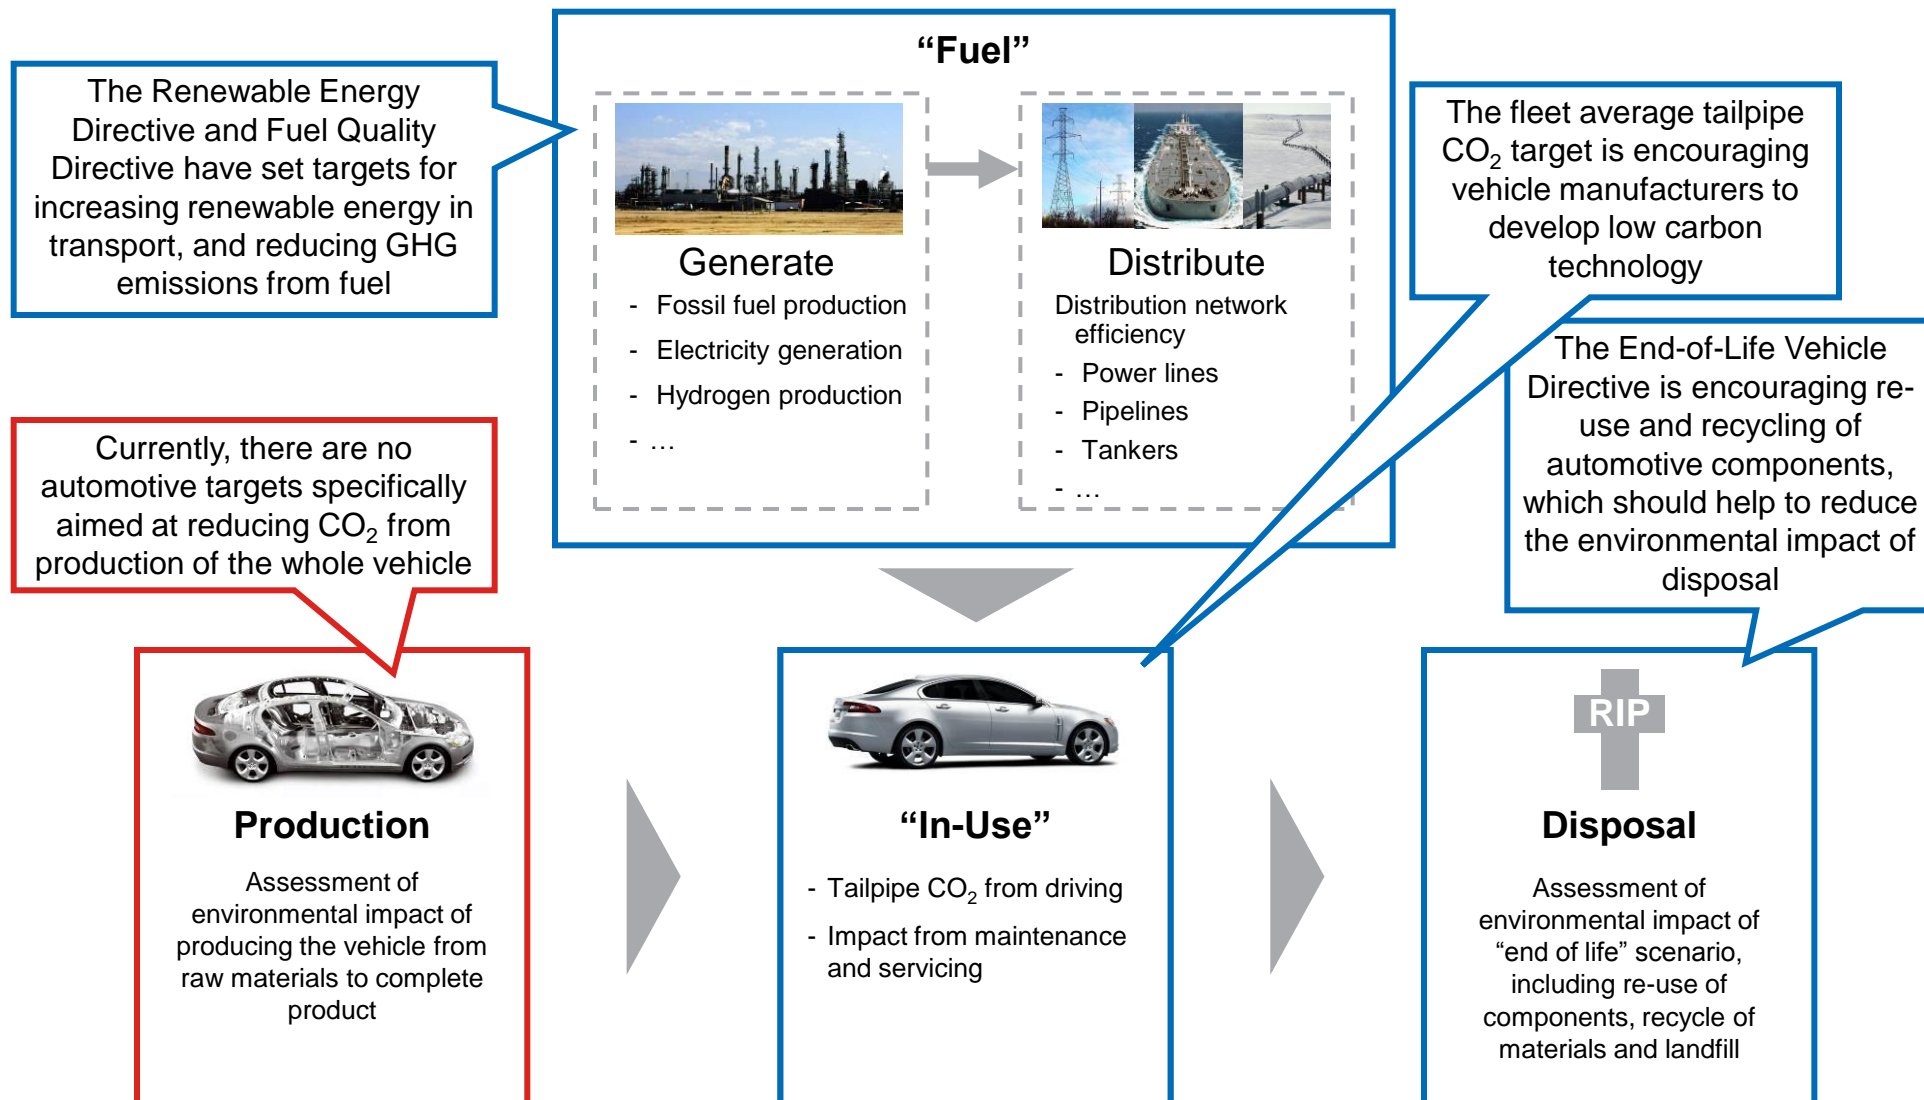 “Fuel”
The Renewable Energy
Directive and Fuel Quality
Directive have set targets for
increasing renewable energy in
transport, and reducing GHG
emissions from fuel
Generate
- Fossil fuel production
- Electricity generation
- Hydrogen production
- …
Distribute
Distribution network
efficiency
- Power lines
- Pipelines
- Tankers
- …
The fleet average tailpipe
CO₂ target is encouraging
vehicle manufacturers to
develop low carbon
technology
The End-of-Life Vehicle
Directive is encouraging re-
use and recycling of
automotive components,
which should help to reduce
the environmental impact of
disposal
Currently, there are no
automotive targets specifically
aimed at reducing CO₂ from
production of the whole vehicle
Production
Assessment of
environmental impact of
producing the vehicle from
raw materials to complete
product
“In-Use”
- Tailpipe CO₂ from driving
- Impact from maintenance
and servicing
RIP
Disposal
Assessment of
environmental impact of
“end of life” scenario,
including re-use of
components, recycle of
materials and landfill